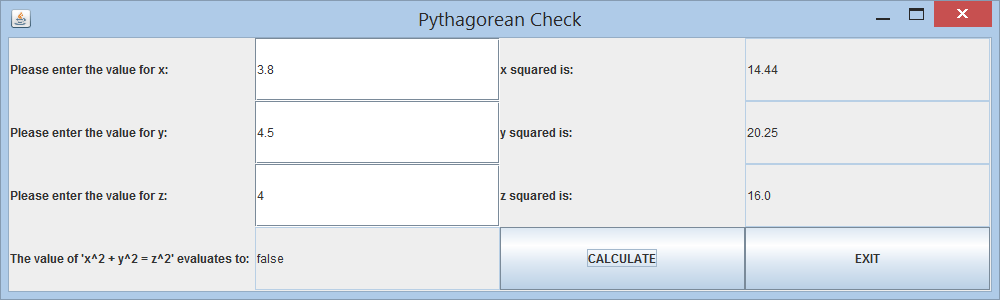 Pythagorean Check
Please enter the value for x: 3.8 x squared is: 14.44
Please enter the value for y: 4.5 y squared is: 20.25
Please enter the value for z: 4 z squared is: 16.0
The value of 'x^2 + y^2 = z^2' evaluates to: false CALCULATE EXIT